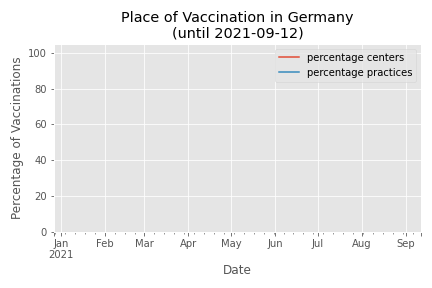 Place of Vaccination in Germany
(until 2021-09-12)
percentage centers
percentage practices
Percentage of Vaccinations
100
80
60
40
20
0
Jan Feb Mar Apr May Jun Jul Aug Sep
2021
Date